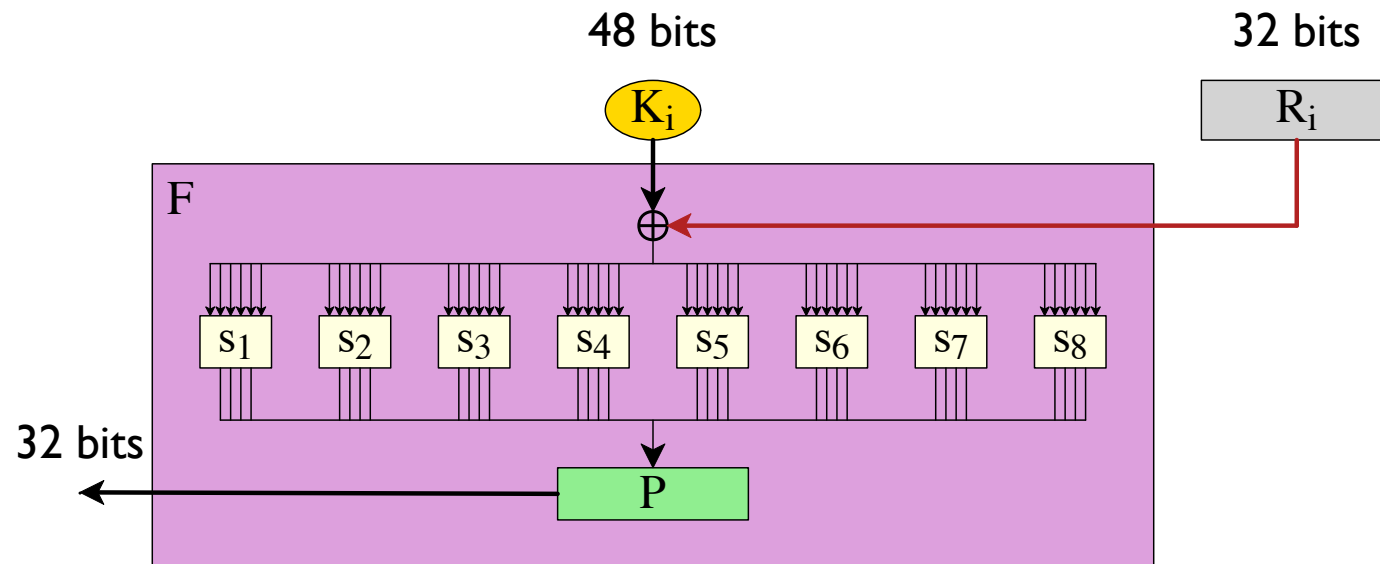 48 bits
32 bits
Kᵢ
Rᵢ
F
s₁ s₂ s₃ s₄ s₅ s₆ s₇ s₈
32 bits
P